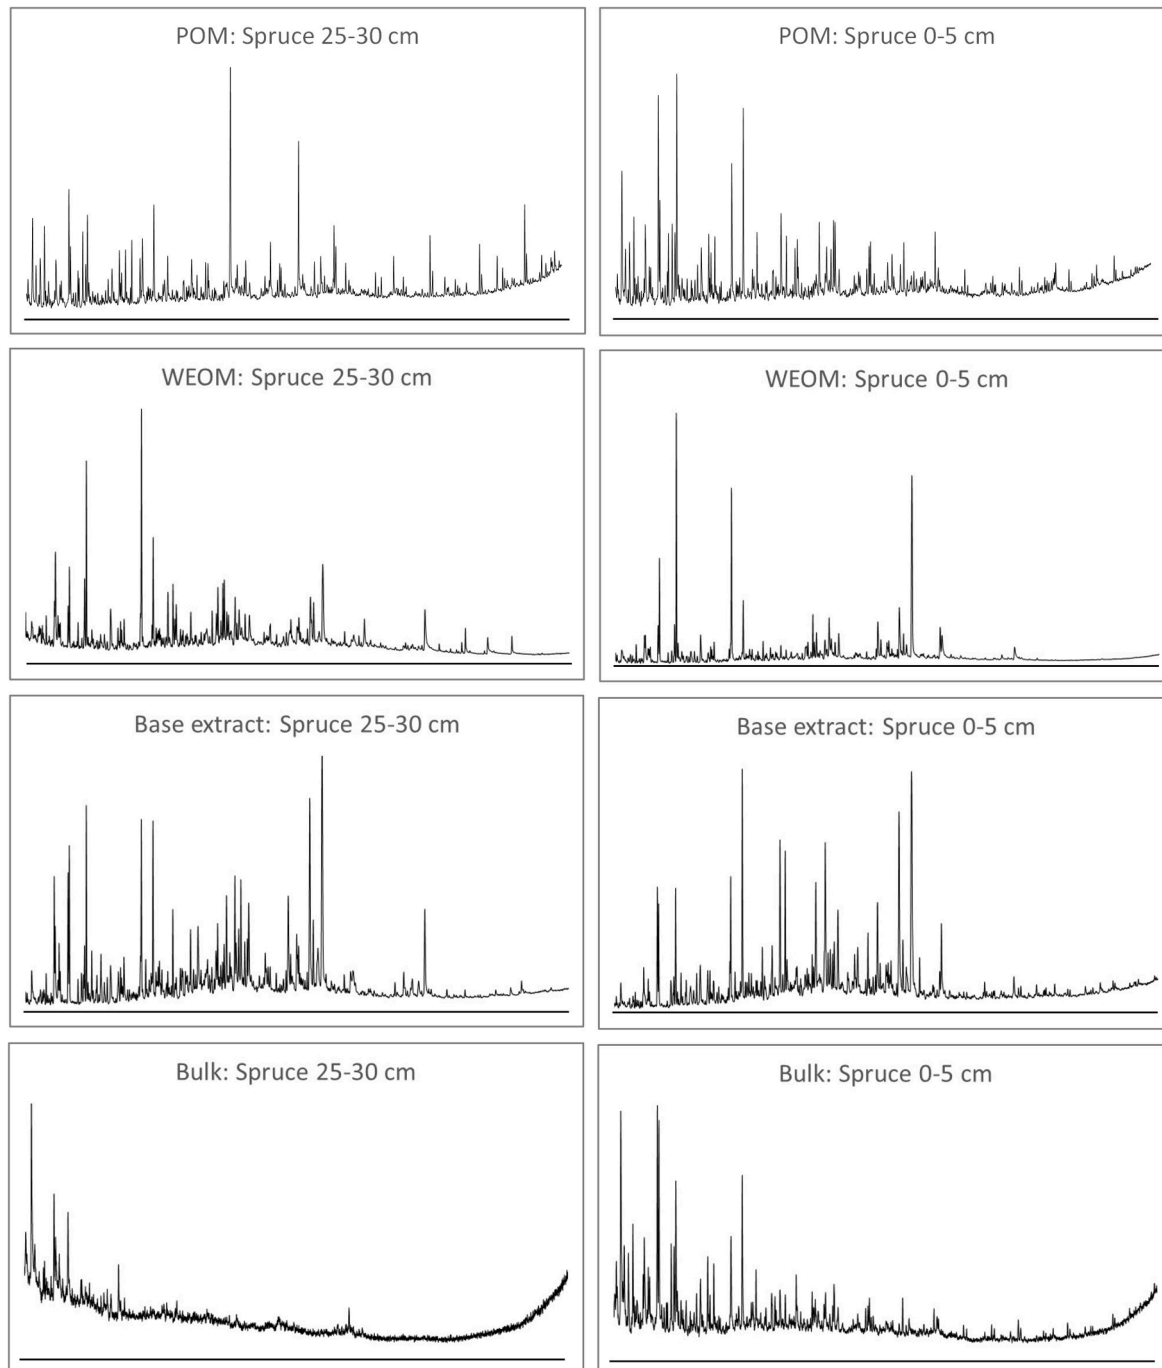 POM: Spruce 25-30 cm
POM: Spruce 0-5 cm
WEOM: Spruce 25-30 cm
WEOM: Spruce 0-5 cm
Base extract: Spruce 25-30 cm
Base extract: Spruce 0-5 cm
Bulk: Spruce 25-30 cm
Bulk: Spruce 0-5 cm